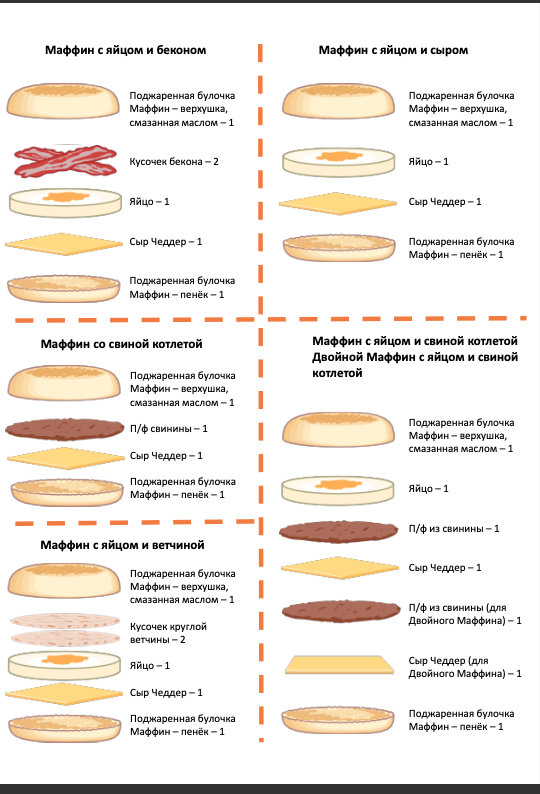 Маффин с яйцом и беконом
Поджаренная булочка
Маффин – верхушка,
смазанная маслом – 1
Кусочек бекона – 2
Яйцо – 1
Сыр Чеддер – 1
Поджаренная булочка
Маффин – пенёк – 1
Маффин с яйцом и сыром
Поджаренная булочка
Маффин – верхушка,
смазанная маслом – 1
Яйцо – 1
Сыр Чеддер – 1
Поджаренная булочка
Маффин – пенёк – 1
Маффин со свиной котлетой
Поджаренная булочка
Маффин – верхушка,
смазанная маслом – 1
П/ф свинины – 1
Сыр Чеддер – 1
Поджаренная булочка
Маффин – пенёк – 1
Маффин с яйцом и свиной котлетой
Двойной Маффин с яйцом и свиной
котлетой
Поджаренная булочка
Маффин – верхушка,
смазанная маслом – 1
Яйцо – 1
П/ф из свинины – 1
Сыр Чеддер – 1
П/ф из свинины (для
Двойного Маффина) – 1
Сыр Чеддер (для
Двойного Маффина) – 1
Поджаренная булочка
Маффин – пенёк – 1
Маффин с яйцом и ветчиной
Поджаренная булочка
Маффин – верхушка,
смазанная маслом – 1
Кусочек круглой
ветчины – 2
Яйцо – 1
Сыр Чеддер – 1
Поджаренная булочка
Маффин – пенёк – 1